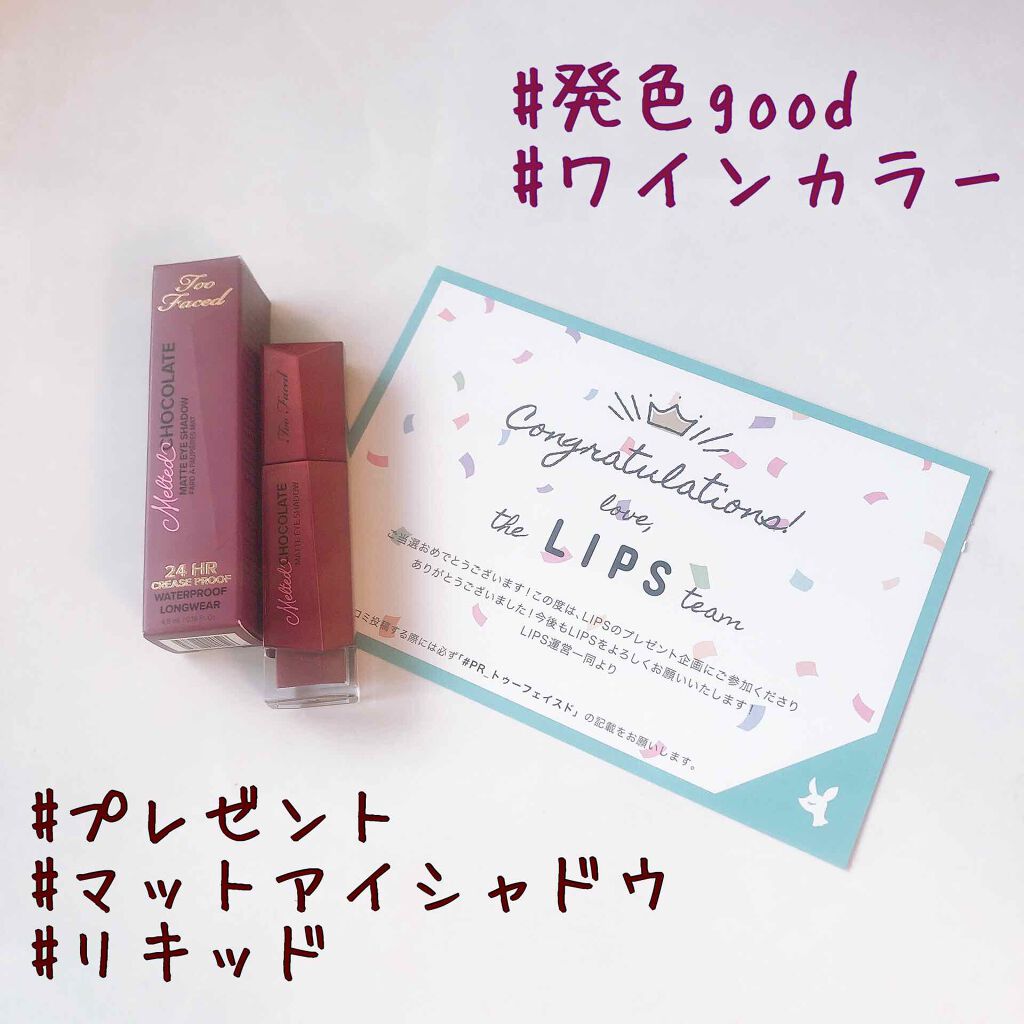 #発色good
#ワインカラー
Too
Faced
Melted CHOCOLATE
MATTE EYE SHADOW
FARD À PAUPIÈRES MAT
24 HR
CREASE PROOF
WATERPROOF
LONGWEAR
Too Faced
Melted CHOCOLATE
MATTE EYE SHADOW
Congratulations!
love,
the LIPS team
ご当選おめでとうございます!この度は、LIPSのプレゼント企画にご参加くださり
ありがとうございました!今後もLIPSをよろしくお願いいたします!
LIPS運営一同より
コミ投稿する際には必ず「#PR_トゥーフェイスド」の記載をお願いします。
#プレゼント
#マットアイシャドウ
#リキッド